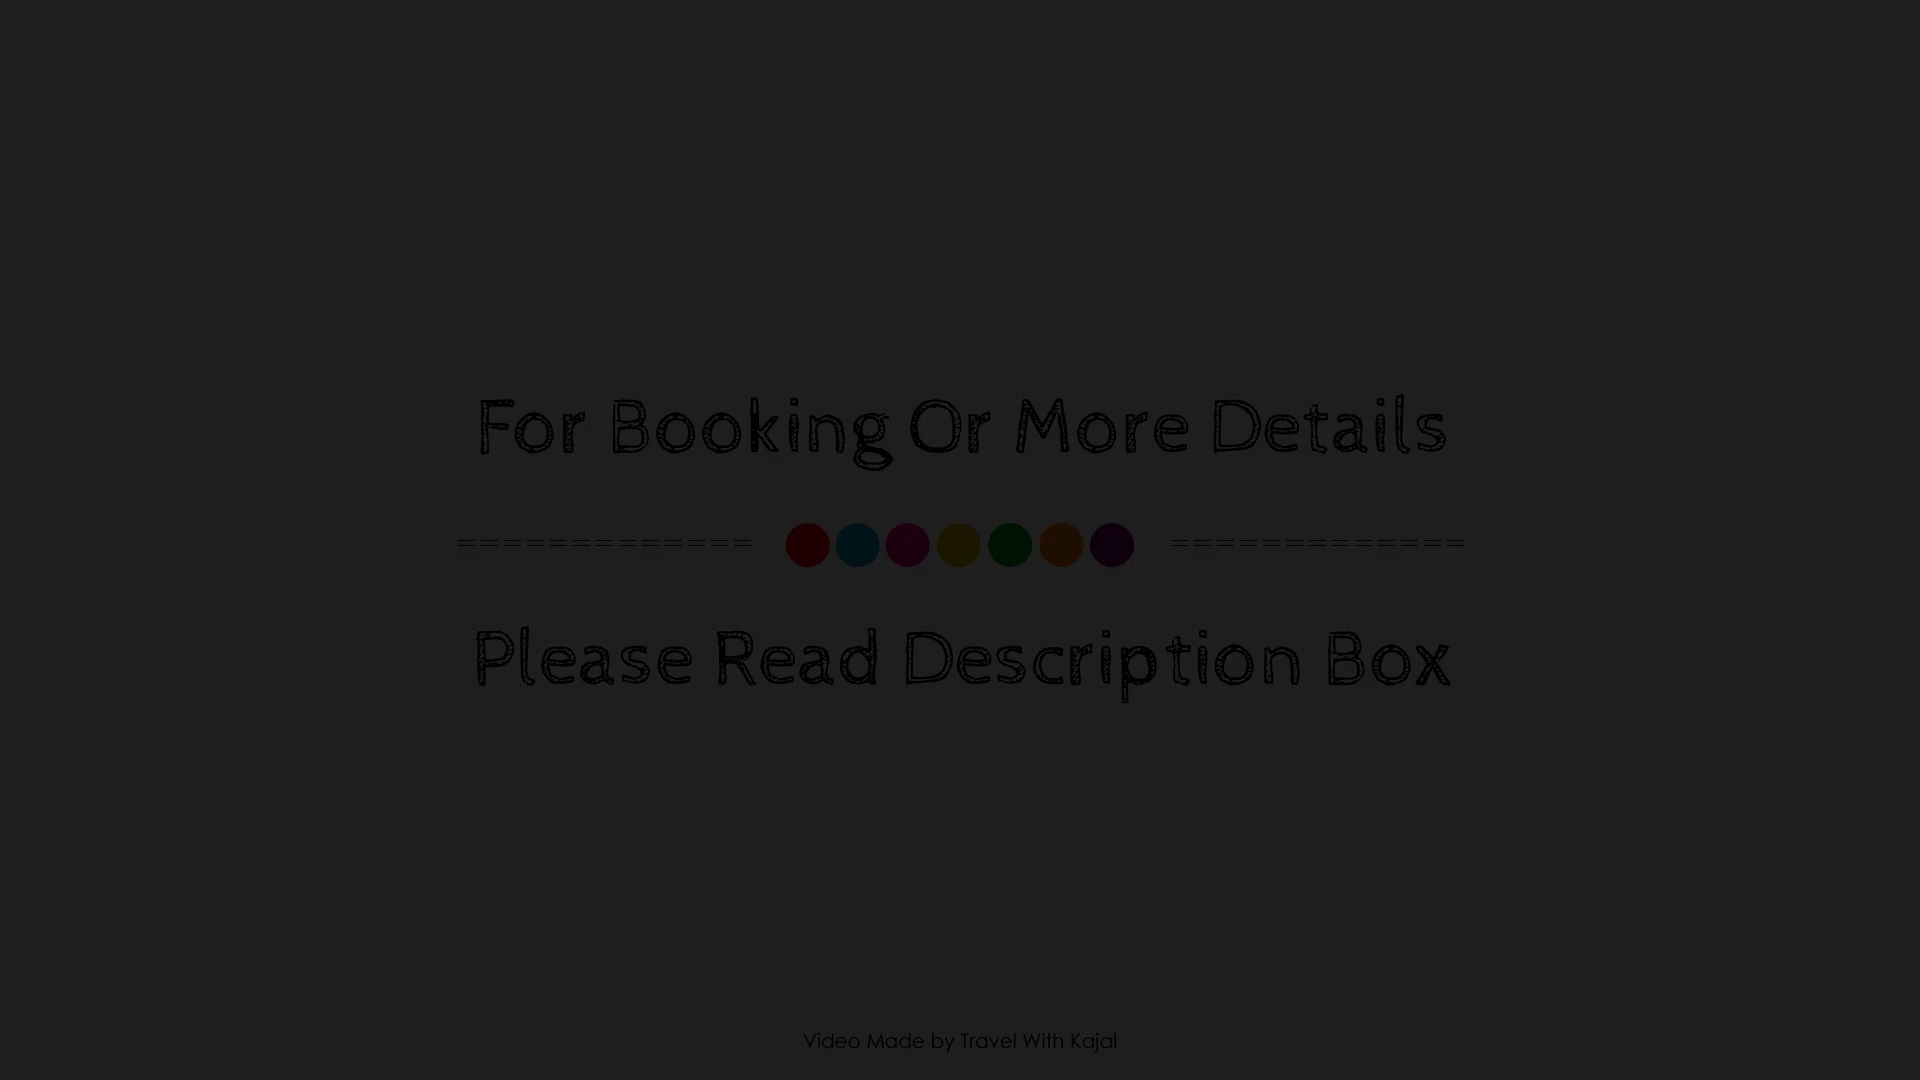 For Booking Or More Details
============= =============
Please Read Description Box
Video Made by Travel With Kajal